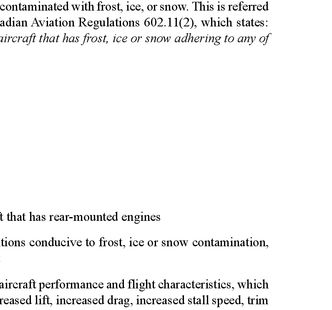 contaminated with frost, ice, or snow. This is referred
adian Aviation Regulations 602.11(2), which states:
aircraft that has frost, ice or snow adhering to any of
t that has rear-mounted engines
tions conducive to frost, ice or snow contamination,
aircraft performance and flight characteristics, which
reased lift, increased drag, increased stall speed, trim